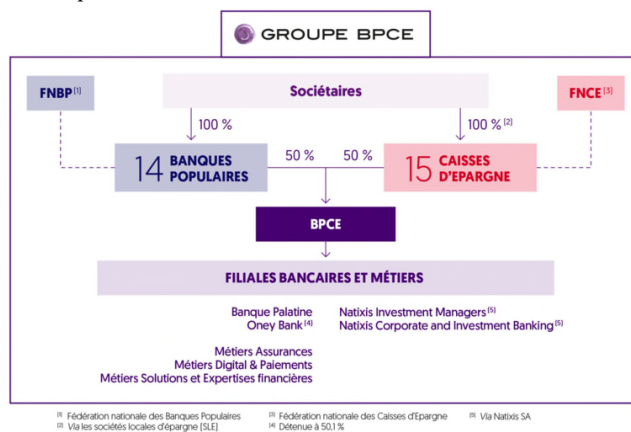 GROUPE BPCE
FNBP [1]
Sociétaires
FNCE [3]
100 %
100 % [2]
14 BANQUES
POPULAIRES
50 %
50 %
15 CAISSES
D'EPARGNE
BPCE
FILIALES BANCAIRES ET MÉTIERS
Banque Palatine
Oney Bank [4]
Natixis Investment Managers [5]
Natixis Corporate and Investment Banking [5]
Métiers Assurances
Métiers Digital & Paiements
Métiers Solutions et Expertises financières
[1] Fédération nationale des Banques Populaires
[2] Via les sociétés locales d'épargne (SLE)
[3] Fédération nationale des Caisses d'Epargne
[4] Détenue à 50,1 %
[5] Via Natixis SA